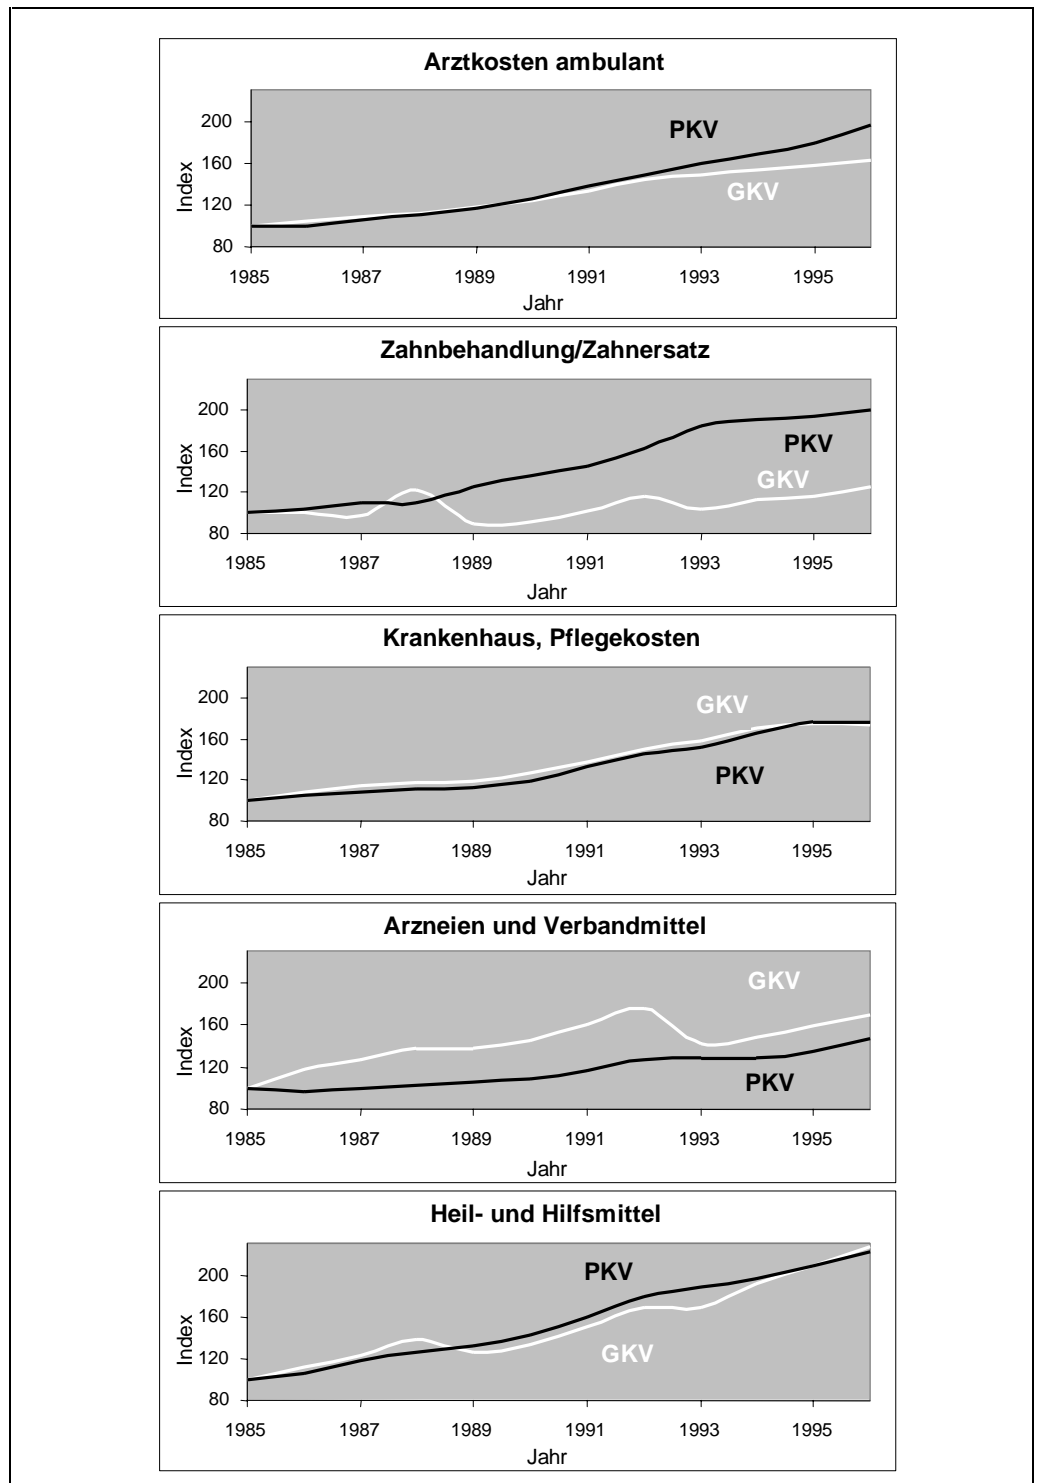 Arztkosten ambulant
200
PKV
160
GKV
120
80
Index
1985 1987 1989 1991 1993 1995
Jahr
Zahnbehandlung/Zahnersatz
200
PKV
160
GKV
120
80
Index
1985 1987 1989 1991 1993 1995
Jahr
Krankenhaus, Pflegekosten
200
GKV
160
PKV
120
80
Index
1985 1987 1989 1991 1993 1995
Jahr
Arzneien und Verbandmittel
200
GKV
160
120
PKV
80
Index
1985 1987 1989 1991 1993 1995
Jahr
Heil- und Hilfsmittel
PKV
200
160
GKV
120
80
Index
1985 1987 1989 1991 1993 1995
Jahr